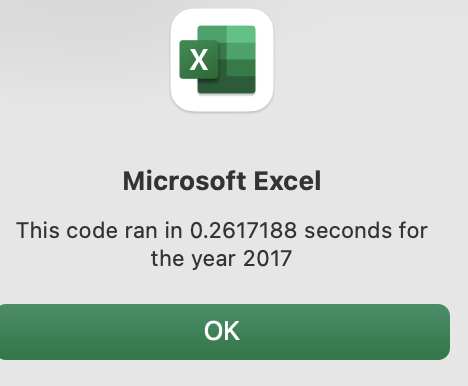 X
Microsoft Excel
This code ran in 0.2617188 seconds for
the year 2017
OK